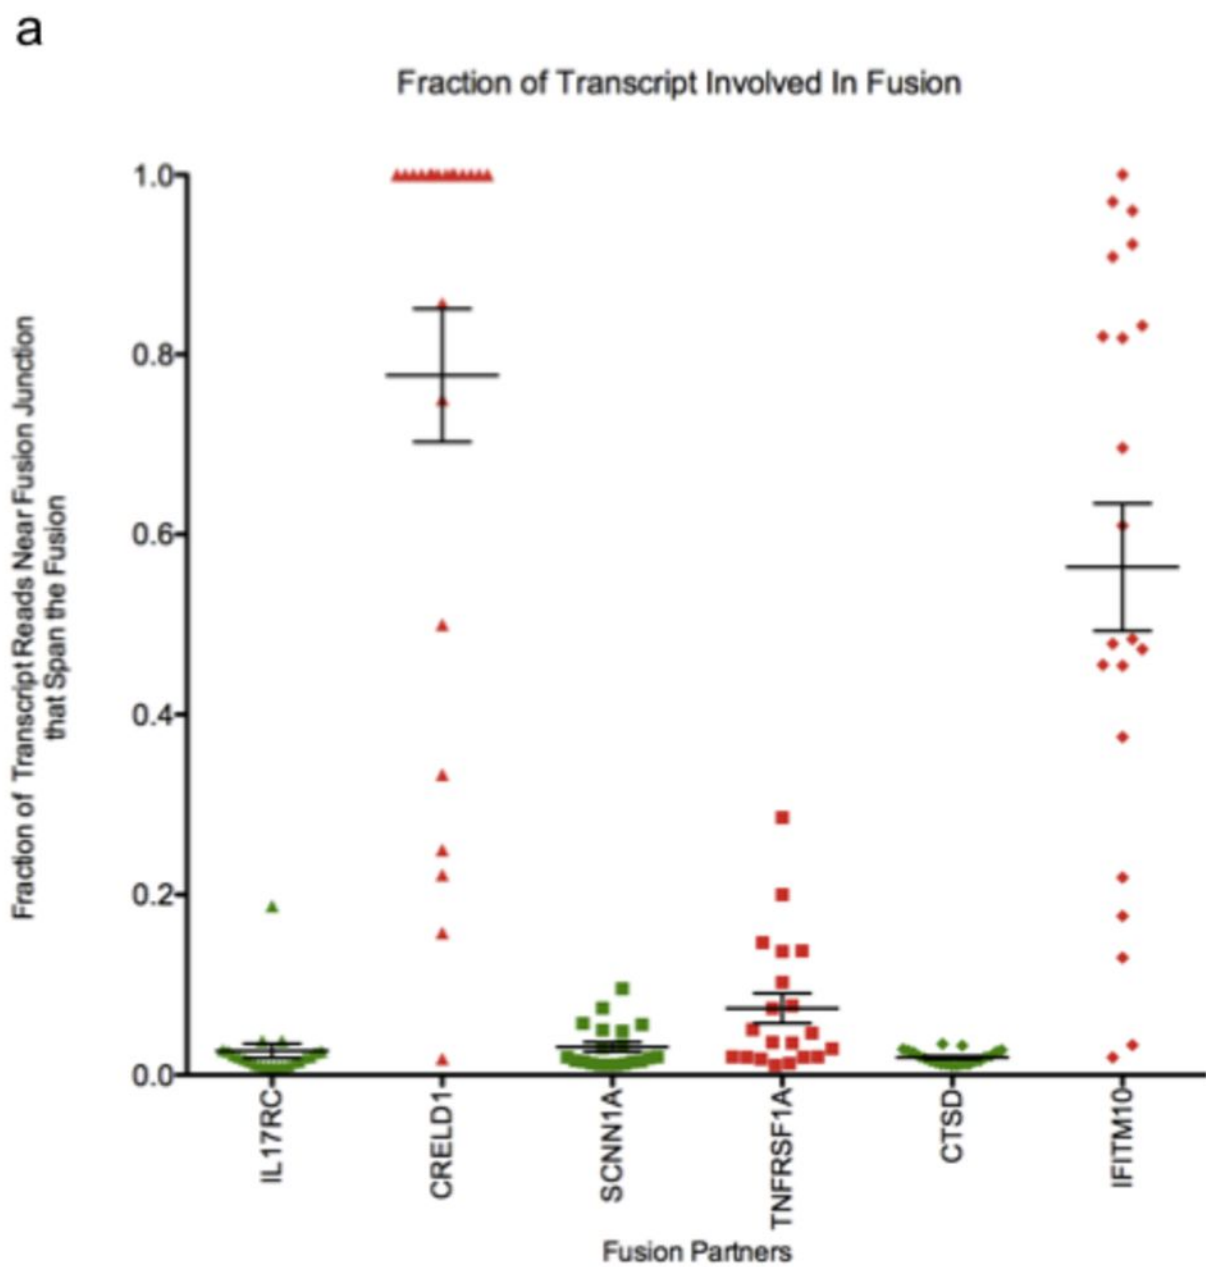 a
Fraction of Transcript Involved In Fusion
Fraction of Transcript Reads Near Fusion Junction
that Span the Fusion
1.0
0.8
0.6
0.4
0.2
0.0
IL17RC
CRELD1
SCNN1A
TNFRSF1A
CTSD
IFITM10
Fusion Partners